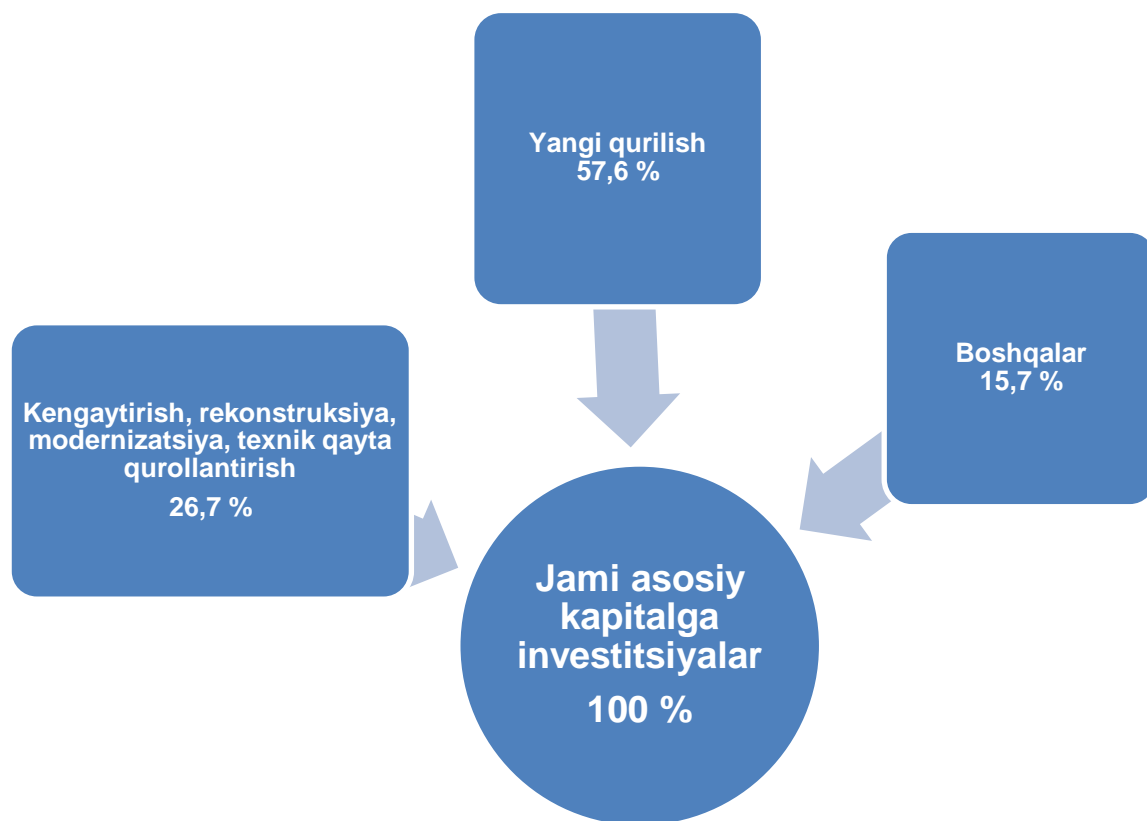 Yangi qurilish
57,6 %
Boshqalar
15,7 %
Kengaytirish, rekonstruksiya,
modernizatsiya, texnik qayta
qurollantirish
26,7 %
Jami asosiy
kapitalga
investitsiyalar
100 %